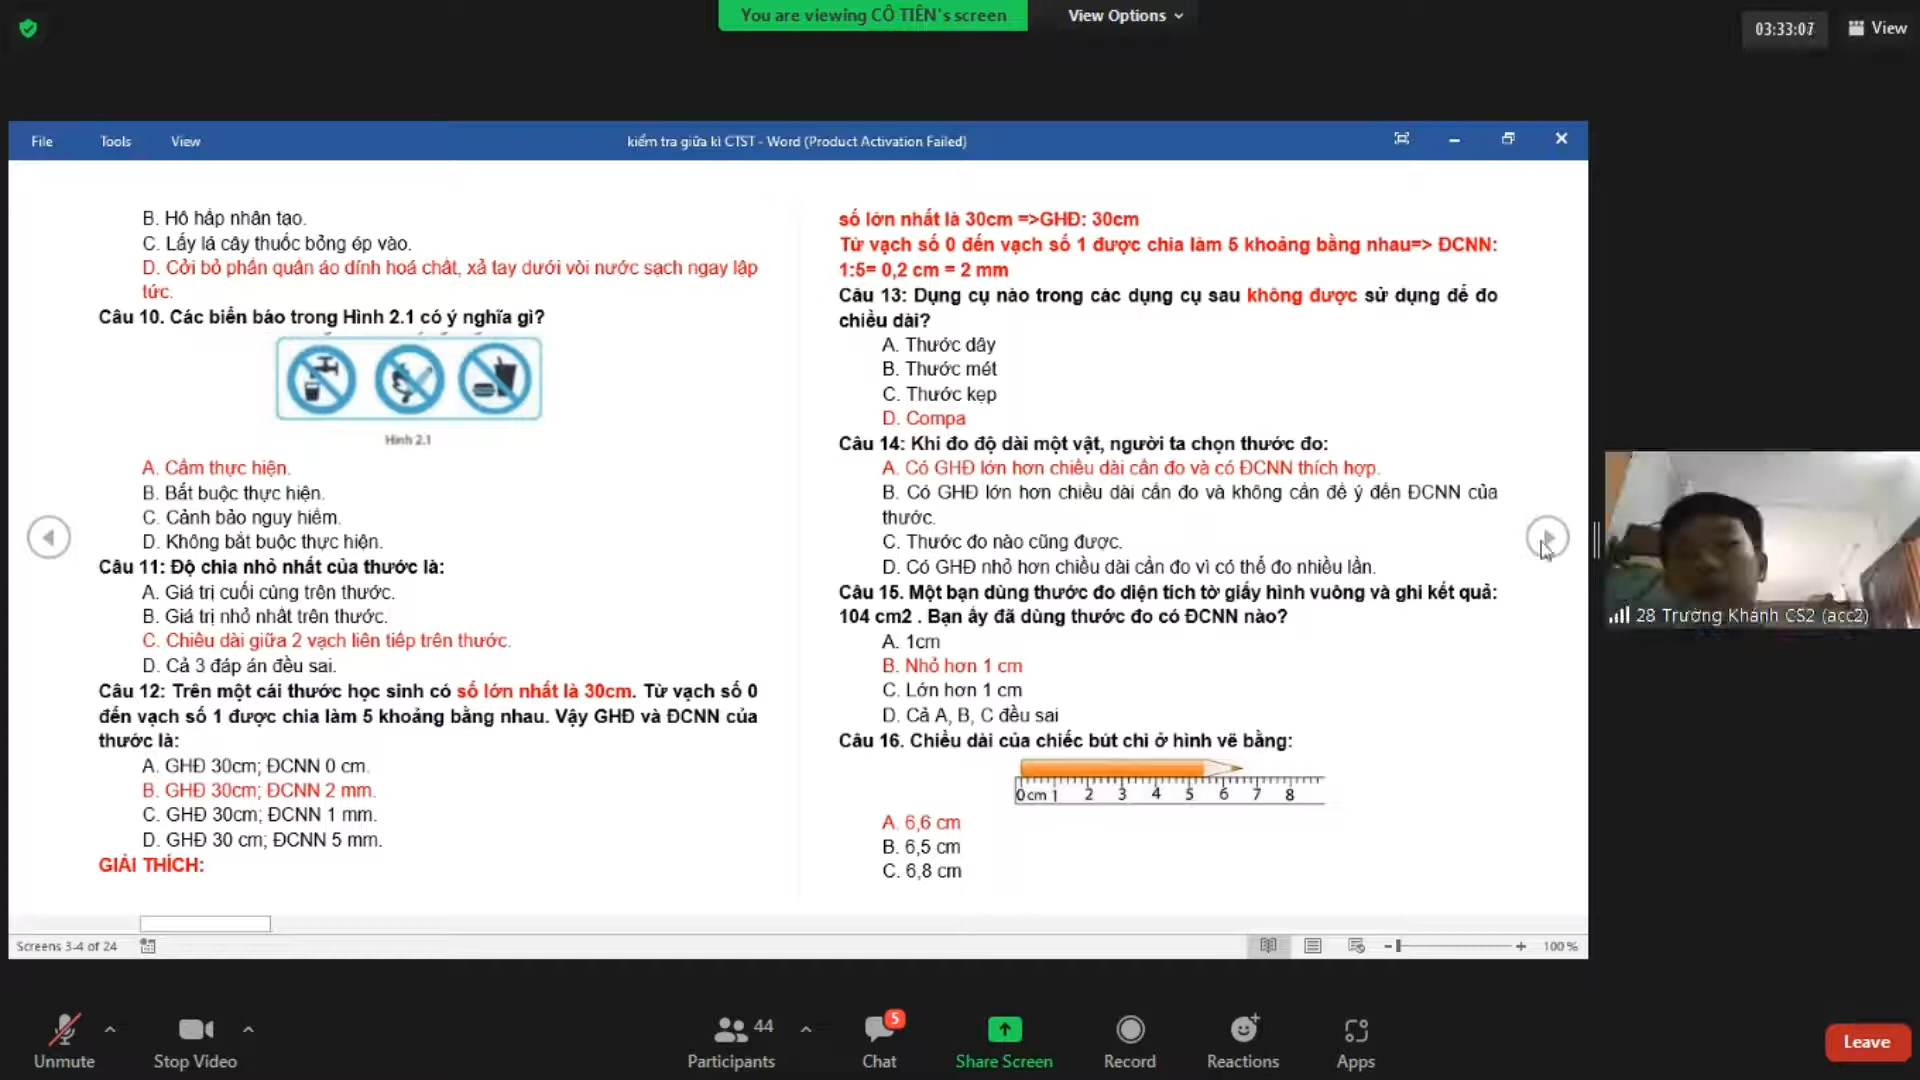 You are viewing CÔ TIÊN's screen
View Options
03:33:07
View
File
Tools
View
kiểm tra giữa kì CTST - Word (Product Activation Failed)
B. Hô hấp nhân tạo.
C. Lấy lá cây thuốc bỏng ép vào.
D. Cởi bỏ phần quần áo dính hoá chất, xả tay dưới vòi nước sạch ngay lập
tức.
Câu 10. Các biển báo trong Hình 2.1 có ý nghĩa gì?
Hình 2.1
A. Cấm thực hiện.
B. Bắt buộc thực hiện.
C. Cảnh báo nguy hiểm.
D. Không bắt buộc thực hiện.
Câu 11: Độ chia nhỏ nhất của thước là:
A. Giá trị cuối cùng trên thước.
B. Giá trị nhỏ nhất trên thước.
C. Chiều dài giữa 2 vạch liên tiếp trên thước.
D. Cả 3 đáp án đều sai.
Câu 12: Trên một cái thước học sinh có số lớn nhất là 30cm. Từ vạch số 0
đến vạch số 1 được chia làm 5 khoảng bằng nhau. Vậy GHĐ và ĐCNN của
thước là:
A. GHĐ 30cm; ĐCNN 0 cm.
B. GHĐ 30cm; ĐCNN 2 mm.
C. GHĐ 30cm; ĐCNN 1 mm.
D. GHĐ 30 cm; ĐCNN 5 mm.
GIẢI THÍCH:
số lớn nhất là 30cm =>GHĐ: 30cm
Từ vạch số 0 đến vạch số 1 được chia làm 5 khoảng bằng nhau=> ĐCNN:
1:5= 0,2 cm = 2 mm
Câu 13: Dụng cụ nào trong các dụng cụ sau không được sử dụng để đo
chiều dài?
A. Thước dây
B. Thước mét
C. Thước kẹp
D. Compa
Câu 14: Khi đo độ dài một vật, người ta chọn thước đo:
A. Có GHĐ lớn hơn chiều dài cần đo và có ĐCNN thích hợp.
B. Có GHĐ lớn hơn chiều dài cần đo và không cần để ý đến ĐCNN của
thước.
C. Thước đo nào cũng được.
D. Có GHĐ nhỏ hơn chiều dài cần đo vì có thể đo nhiều lần.
Câu 15. Một bạn dùng thước đo diện tích tờ giấy hình vuông và ghi kết quả:
104 cm2 . Bạn ấy đã dùng thước đo có ĐCNN nào?
A. 1cm
B. Nhỏ hơn 1 cm
C. Lớn hơn 1 cm
D. Cả A, B, C đều sai
Câu 16. Chiều dài của chiếc bút chì ở hình vẽ bằng:
0cm 1 2 3 4 5 6 7 8
A. 6,6 cm
B. 6,5 cm
C. 6,8 cm
28 Trường Khánh CS2 (acc2)
Screens 3-4 of 24
100 %
Unmute
Stop Video
44
Participants
5
Chat
Share Screen
Record
Reactions
Apps
Leave